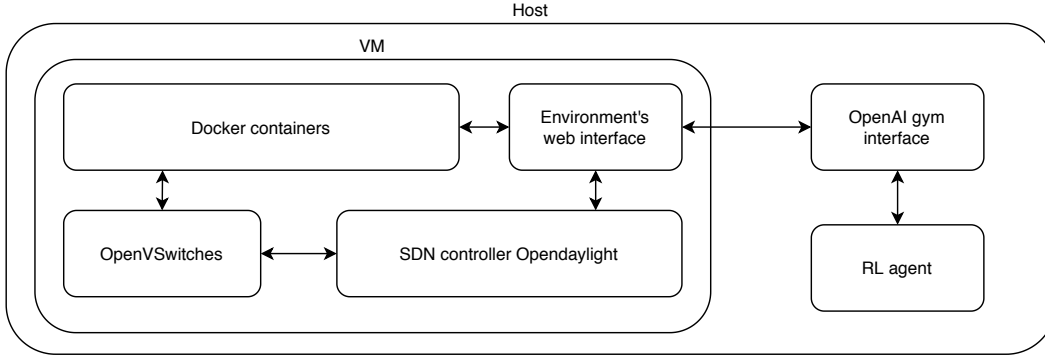 Host
VM
Docker containers
Environment's
web interface
OpenAI gym
interface
OpenVSwitches
SDN controller Opendaylight
RL agent